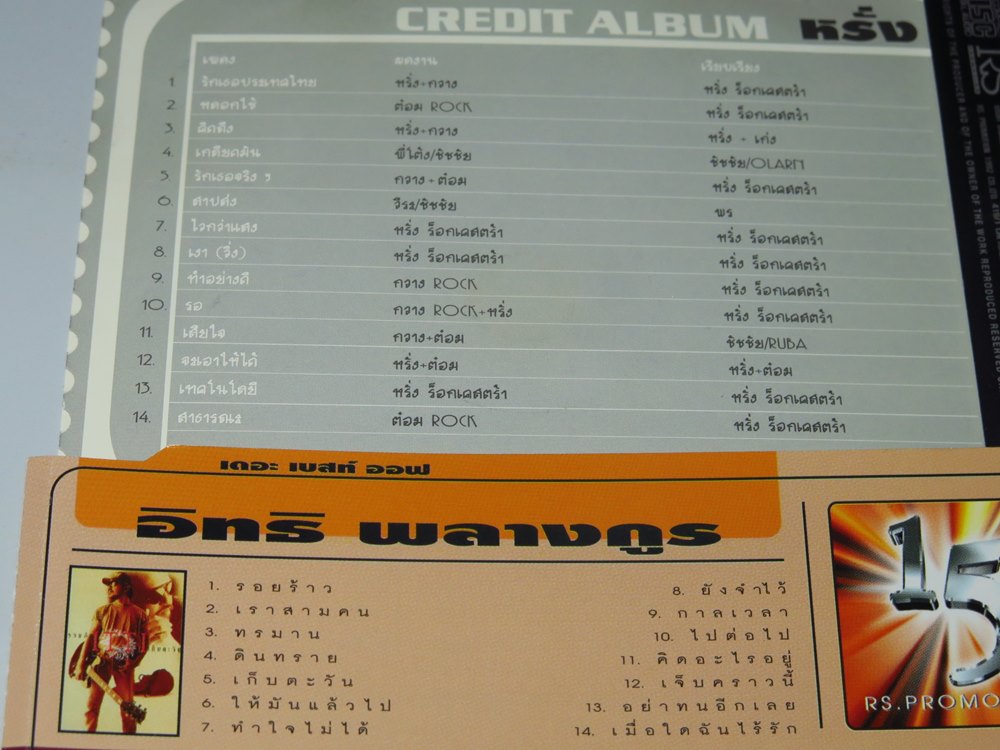 CREDIT ALBUM หรั่ง
เพลง ผลงาน เรียบเรียง
1. รักเธอประเทศไทย หรั่ง+กวาง หรั่ง ร็อกเคสตร้า
2. หดอกไช้ ต๋อม ROCK หรั่ง ร็อกเคสตร้า
3. คิดถึง หรั่ง+กวาง หรั่ง - เก่ง
4. เกลียดมัน พี่โต้ง/ชัชชัย ชัชชัย/OLARN
5. รักเธอจริง ๆ กวาง+ต๋อม หรั่ง ร็อกเคสตร้า
6. สาปส่ง วีระ/ชัชชัย พร
7. ไวกว่าแสง หรั่ง ร็อกเคสตร้า หรั่ง ร็อกเคสตร้า
8. เงา (จึ่ง) หรั่ง ร็อกเคสตร้า หรั่ง ร็อกเคสตร้า
9. ทำอย่างถึ กวาง ROCK หรั่ง ร็อกเคสตร้า
10. รอ กวาง ROCK+หรั่ง หรั่ง ร็อกเคสตร้า
11. เสียใจ กวาง+ต๋อม ชัชชัย/RUBA
12. จะเอาให้ได้ หรั่ง+ต๋อม หรั่ง+ต๋อม
13. เทคโนโลยี หรั่ง ร็อกเคสตร้า หรั่ง ร็อกเคสตร้า
14. สาธารณะ ต๋อม ROCK หรั่ง ร็อกเคสตร้า
เดอะ เบสท์ ออฟ
อิทธิ พลางกูร
1. รอยร้าว
2. เราสามคน
3. ทรมาน
4. ดินทราย
5. เก็บตะวัน
6. ให้มันแล้วไป
7. ทำใจไม่ได้
8. ยังจำไว้
9. กาลเวลา
10. ไปต่อไป
11. คิดอะไรอยู่
12. เจ็บคราวนี้
13. อย่าทนอีกเลย
14. เมื่อใดฉันไร้รัก
15
RS.PROMO